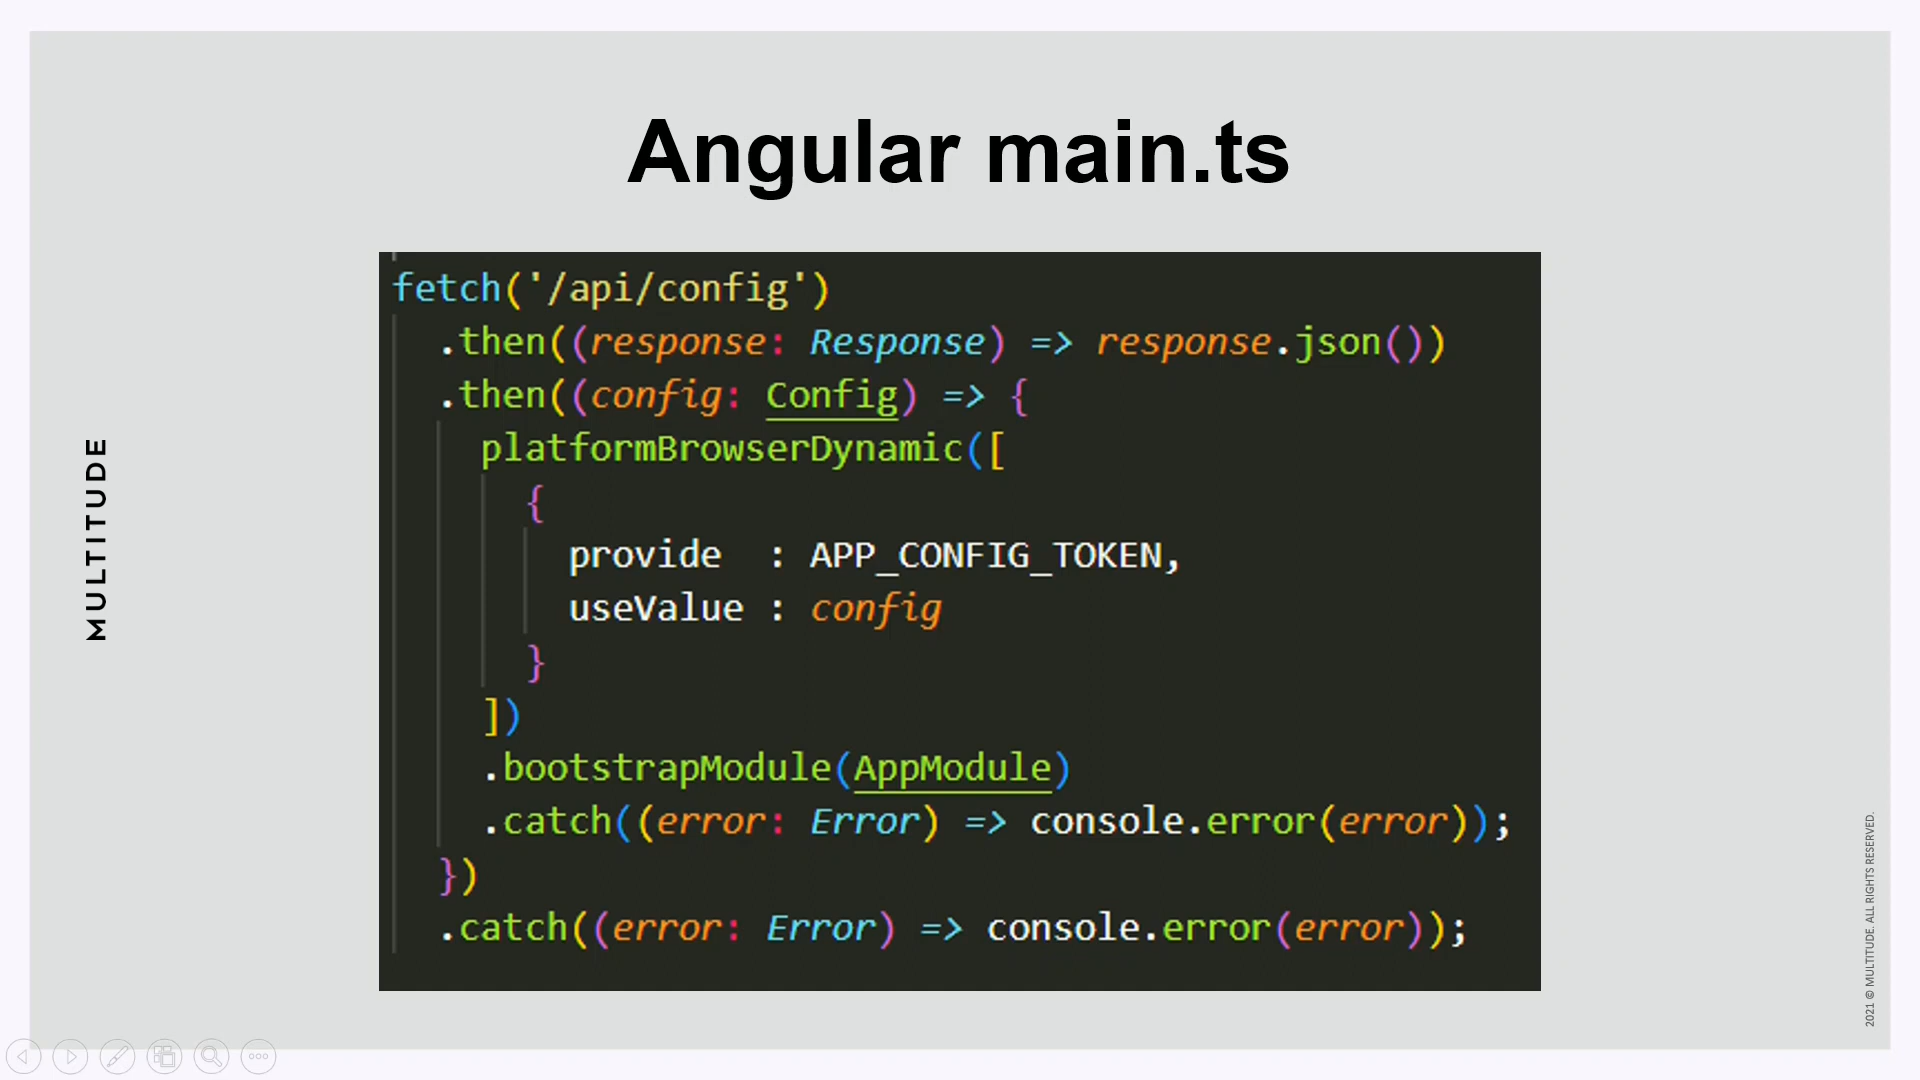 Angular main.ts
fetch('/api/config')
.then((response: Response) => response.json())
.then((config: Config) => {
platformBrowserDynamic([
{
provide : APP_CONFIG_TOKEN,
useValue : config
}
])
.bootstrapModule(AppModule)
.catch((error: Error) => console.error(error));
})
.catch((error: Error) => console.error(error));
MULTITUDE
2021 © MULTITUDE. ALL RIGHTS RESERVED.